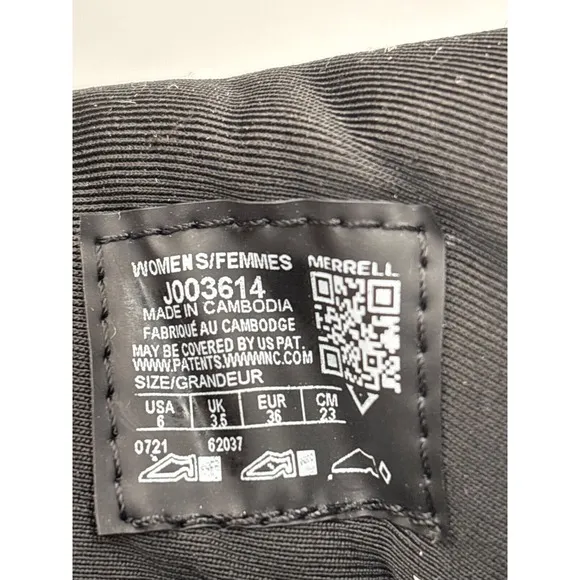 WOMENS/FEMMES
MERRELL
J003614
MADE IN CAMBODIA
FABRIQUÉ AU CAMBODGE
MAY BE COVERED BY US PAT.
WWW.PATENTS.WWWINC.COM
SIZE/GRANDEUR
USA UK EUR CM
6 3.5 36 23
0721 62037